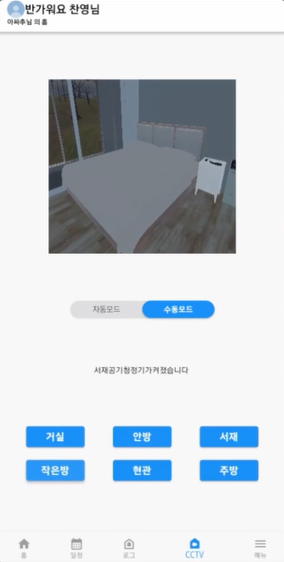 반가워요 찬영님
아싸추님 의 홈
자동모드 수동모드
서재공기청정기가켜졌습니다
거실 안방 서재
작은방 현관 주방
홈 일정 로그 CCTV 메뉴